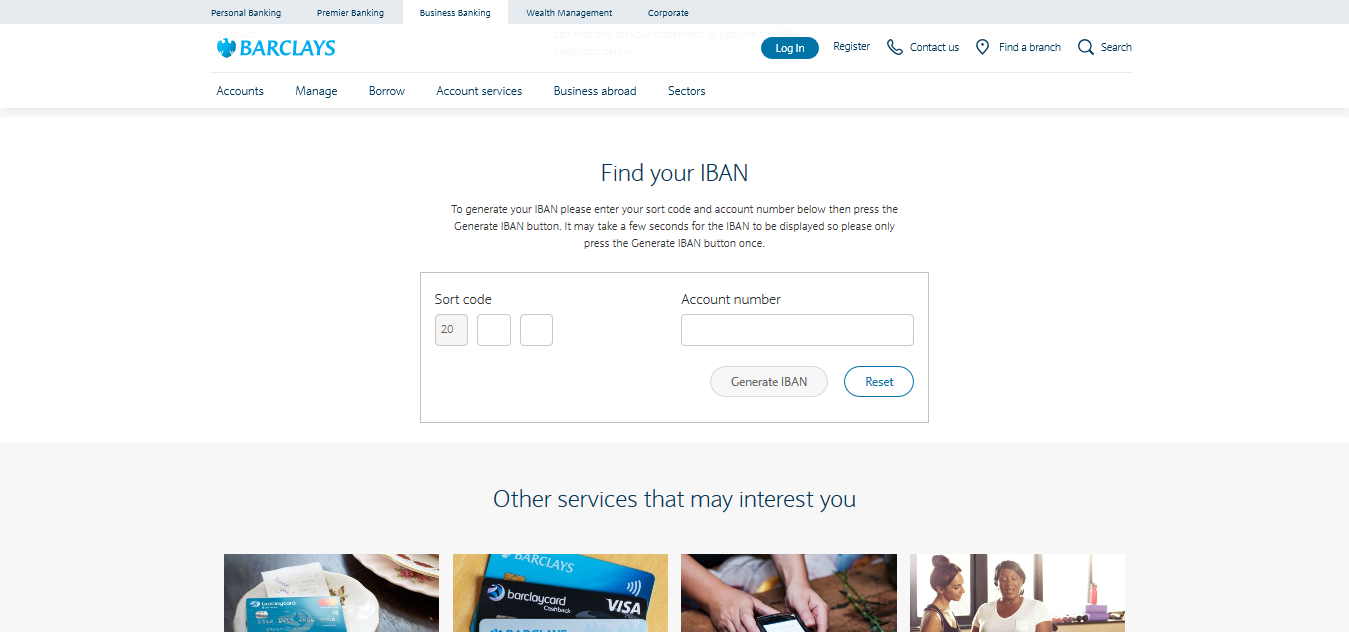 Personal Banking Premier Banking Business Banking Wealth Management Corporate
can find this on your statement or just use
generator below
BARCLAYS
Log In Register Contact us Find a branch Search
Accounts Manage Borrow Account services Business abroad Sectors
Find your IBAN
To generate your IBAN please enter your sort code and account number below then press the
Generate IBAN button. It may take a few seconds for the IBAN to be displayed so please only
press the Generate IBAN button once.
Sort code Account number
20
Generate IBAN Reset
Other services that may interest you
BARCLAYS
barclaycard
Cashback
VISA
barclaycard
BARCLAYS